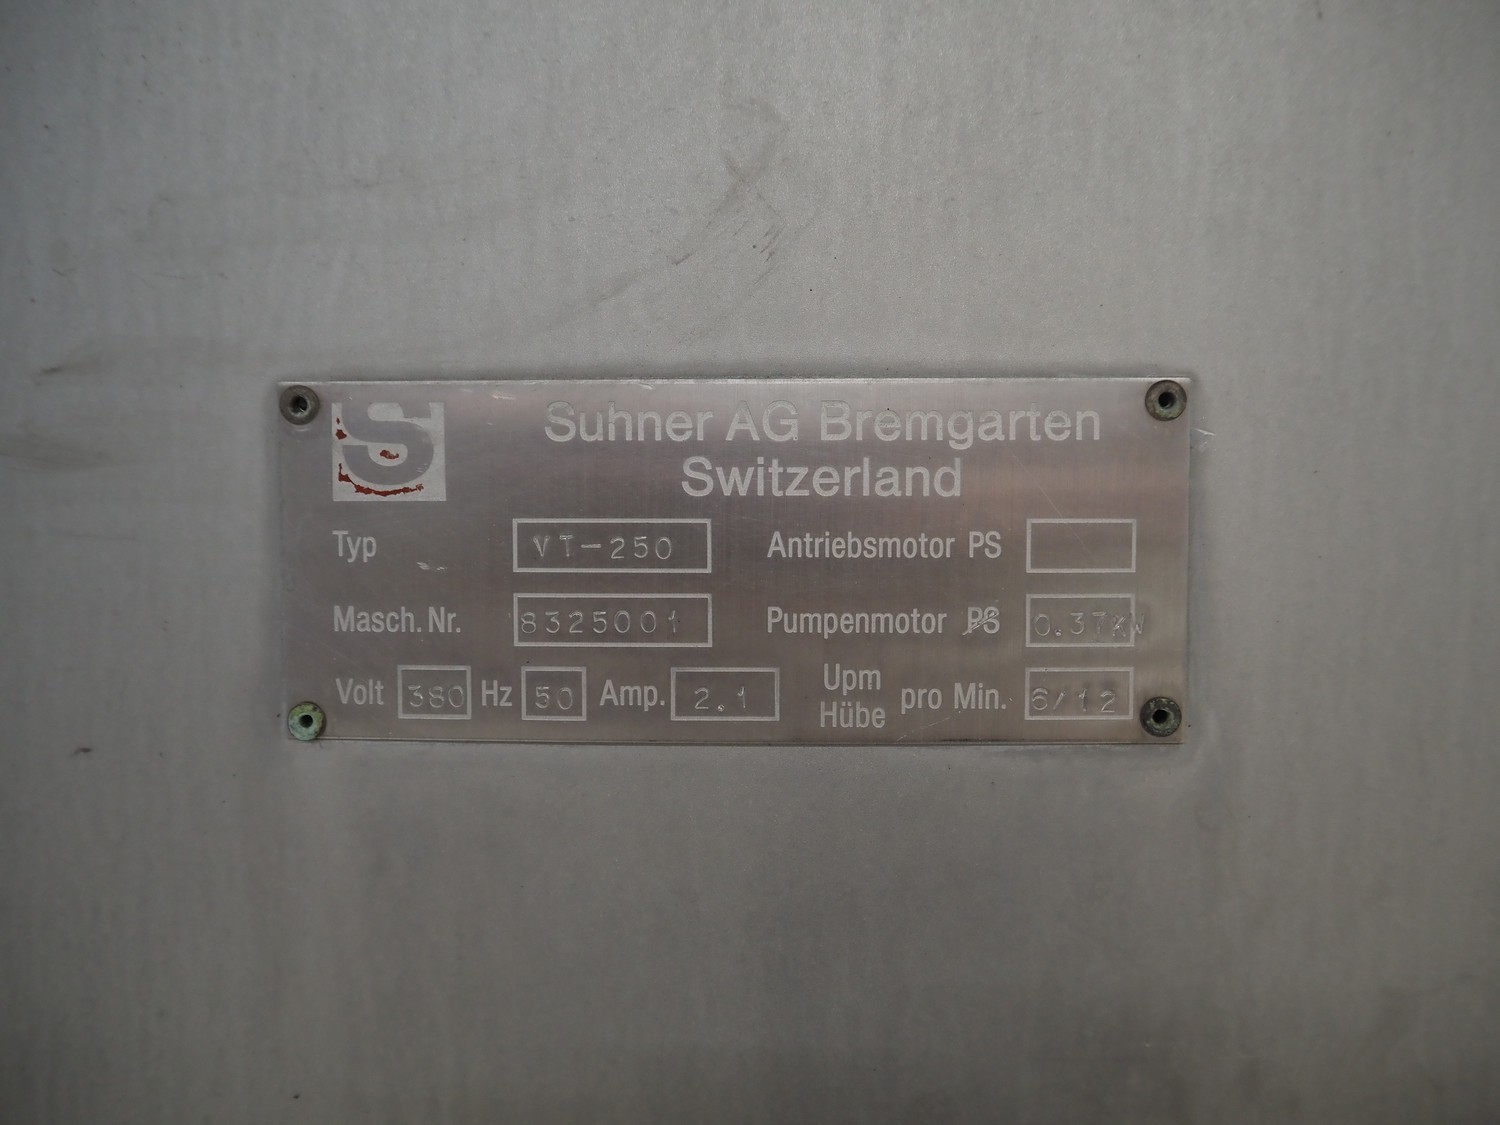 S
Suhner AG Bremgarten
Switzerland
Typ VT-250 Antriebsmotor PS
Masch. Nr. 8325001 Pumpenmotor PS 0.37KW
Volt 380 Hz 50 Amp. 2.1 Upm Hübe pro Min. 6/12